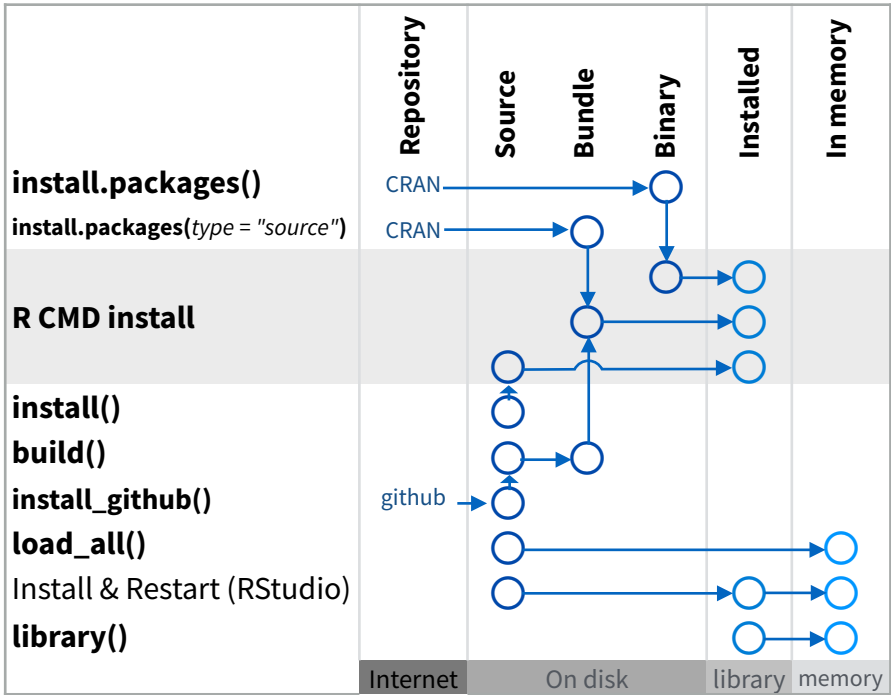 Repository
Source
Bundle
Binary
Installed
In memory
install.packages()
CRAN
install.packages(type = "source")
CRAN
R CMD install
install()
build()
install_github()
github
load_all()
Install & Restart (RStudio)
library()
Internet
On disk
library
memory